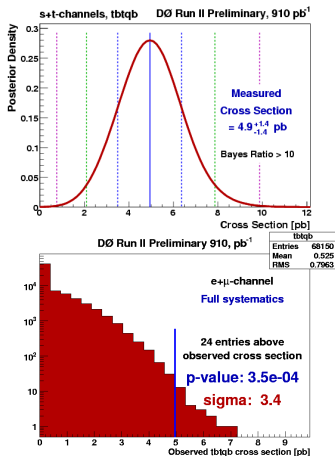 s+t-channels, tbtqb DØ Run II Preliminary, 910 pb⁻¹
Posterior Density
0.3
0.25
0.2
0.15
0.1
0.05
0
Measured
Cross Section
= 4.9 +1.4 -1.4 pb
Bayes Ratio > 10
0 2 4 6 8 10 12
Cross Section [pb]
DØ Run II Preliminary 910, pb⁻¹
tbtqb
Entries 68150
Mean 0.525
RMS 0.7963
10⁴
10³
10²
10
1
e+μ-channel
Full systematics
24 entries above
observed cross section
p-value: 3.5e-04
sigma: 3.4
0 1 2 3 4 5 6 7 8 9 10
Observed tbtqb cross section [pb]